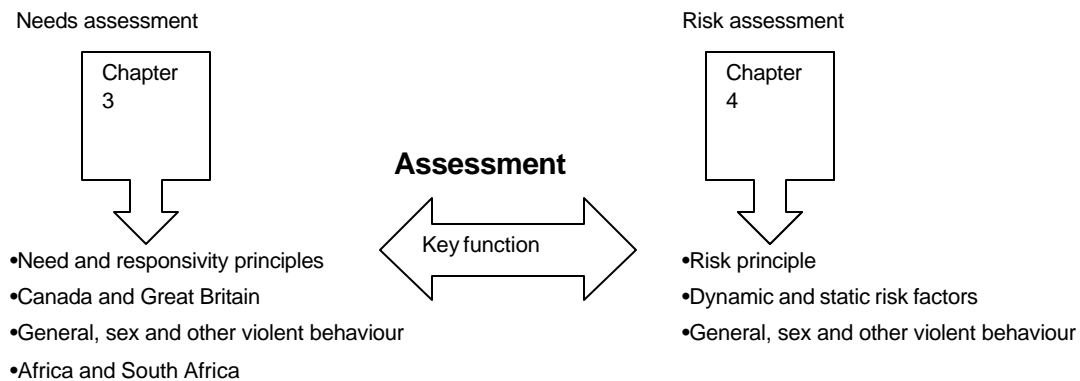 Needs assessment
Chapter
3
•Need and responsivity principles
•Canada and Great Britain
•General, sex and other violent behaviour
•Africa and South Africa
Assessment
Key function
Risk assessment
Chapter
4
•Risk principle
•Dynamic and static risk factors
•General, sex and other violent behaviour